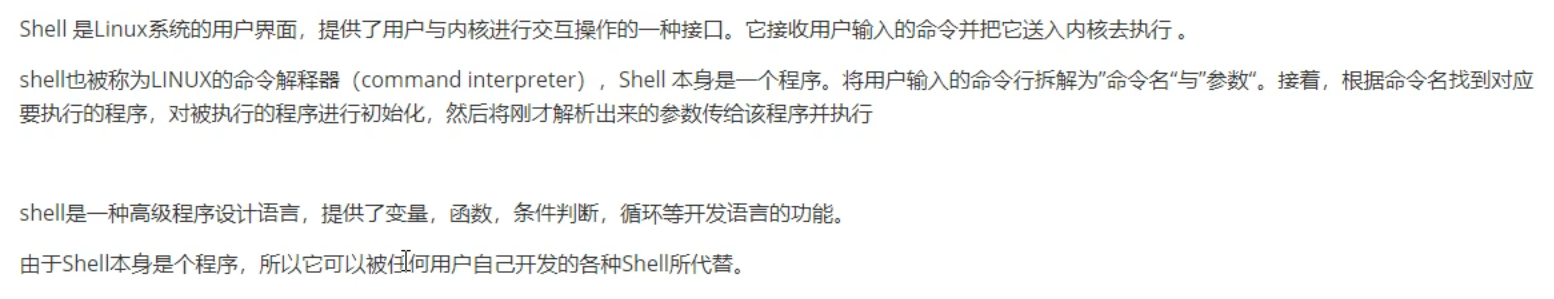 Shell 是Linux系统的用户界面，提供了用户与内核进行交互操作的一种接口。它接收用户输入的命令并把它送入内核去执行 。
shell也被称为LINUX的命令解释器（command interpreter），Shell 本身是一个程序。将用户输入的命令行拆解为”命令名“与”参数“。接着，根据命令名找到对应
要执行的程序，对被执行的程序进行初始化，然后将刚才解析出来的参数传给该程序并执行
shell是一种高级程序设计语言，提供了变量，函数，条件判断，循环等开发语言的功能。
由于Shell本身是个程序，所以它可以被任何用户自己开发的各种Shell所代替。